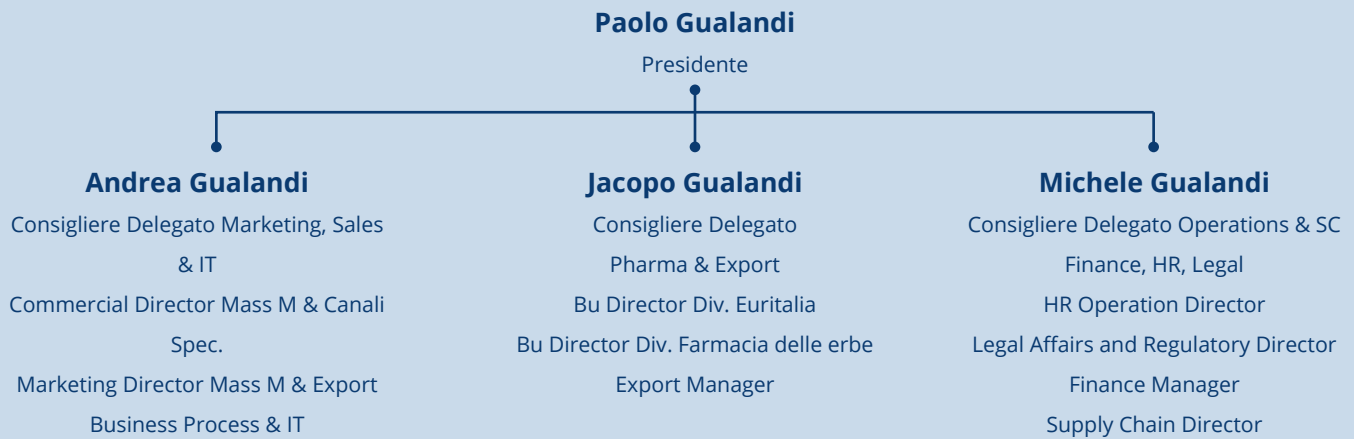 Paolo Gualandi
Presidente
Andrea Gualandi
Consigliere Delegato Marketing, Sales
& IT
Commercial Director Mass M & Canali
Spec.
Marketing Director Mass M & Export
Business Process & IT
Jacopo Gualandi
Consigliere Delegato
Pharma & Export
Bu Director Div. Euritalia
Bu Director Div. Farmacia delle erbe
Export Manager
Michele Gualandi
Consigliere Delegato Operations & SC
Finance, HR, Legal
HR Operation Director
Legal Affairs and Regulatory Director
Finance Manager
Supply Chain Director